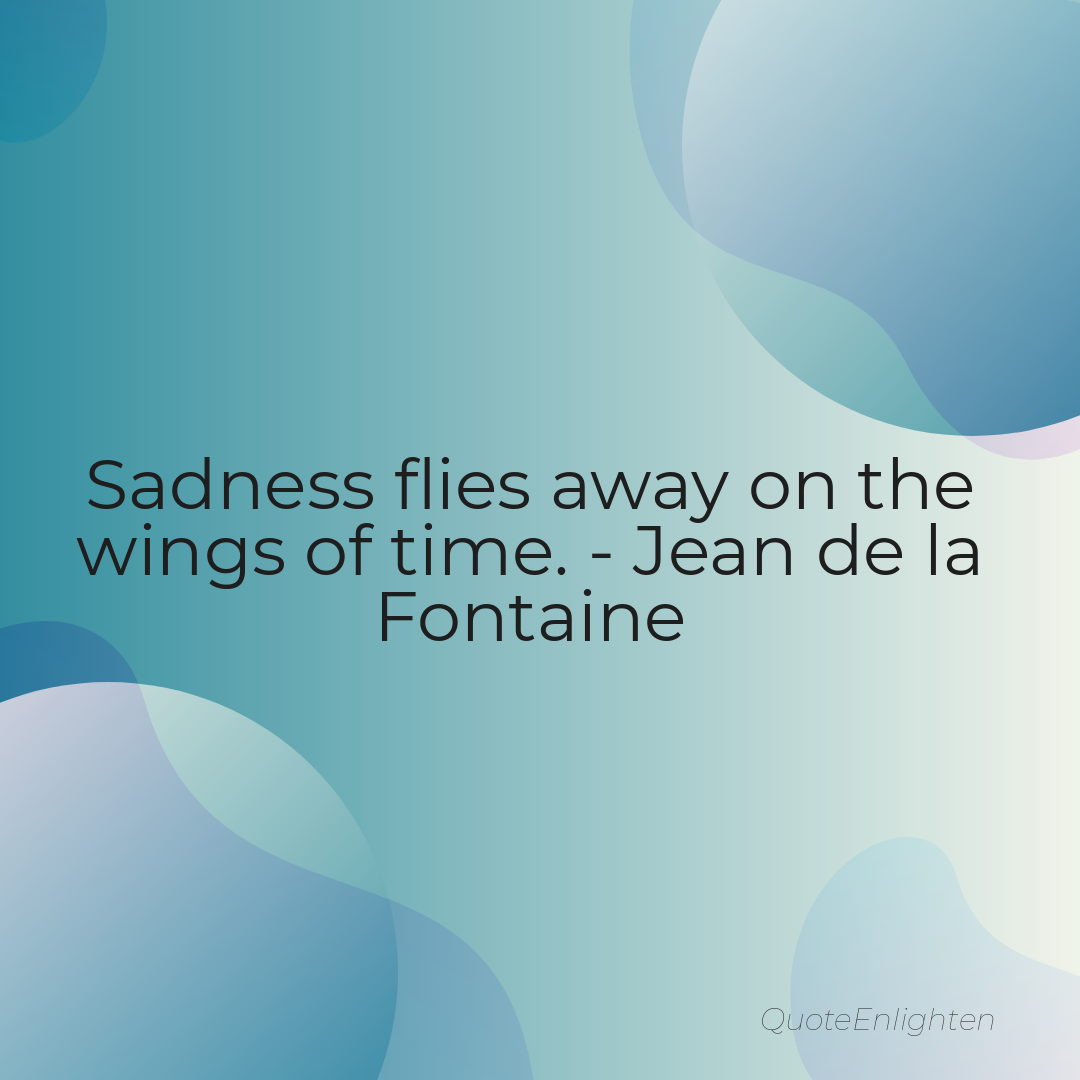 Sadness flies away on the
wings of time. - Jean de la
Fontaine
QuoteEnlighten